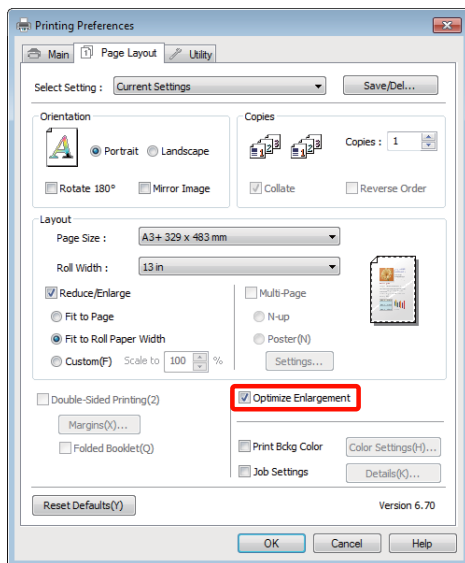 Printing Preferences
Main Page Layout Utility
Select Setting : Current Settings Save/Del...
Orientation Copies
Portrait Landscape Copies : 1
Rotate 180° Mirror Image Collate Reverse Order
Layout
Page Size : A3+ 329 x 483 mm
Roll Width : 13 in
Reduce/Enlarge Multi-Page
Fit to Page N-up
Fit to Roll Paper Width Poster(N)
Custom(F) Scale to 100 % Settings...
Double-Sided Printing(2) Optimize Enlargement
Margins(X)...
Folded Booklet(Q) Print Bckg Color Color Settings(H)...
Job Settings Details(K)...
Reset Defaults(Y) Version 6.70
OK Cancel Help